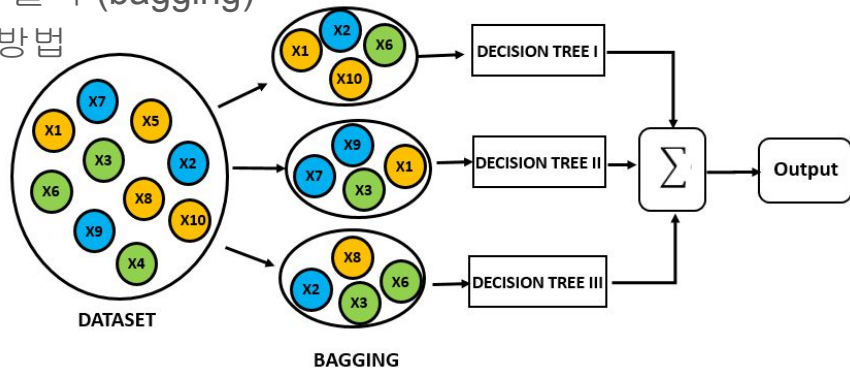 (bagging)
방법
X1
X2
X6
X10
DECISION TREE I
X7
X1
X5
X3
X2
X6
X8
X9
X10
X4
DATASET
X9
X7
X1
X3
DECISION TREE II
∑
Output
X8
X2
X6
X3
DECISION TREE III
BAGGING